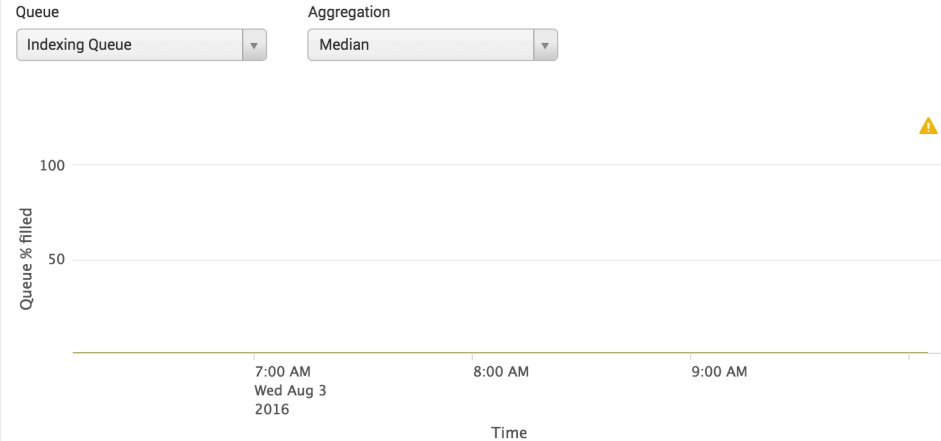 Queue
Aggregation
Indexing Queue
Median
100
50
Queue % filled
7:00 AM
8:00 AM
9:00 AM
Wed Aug 3
2016
Time